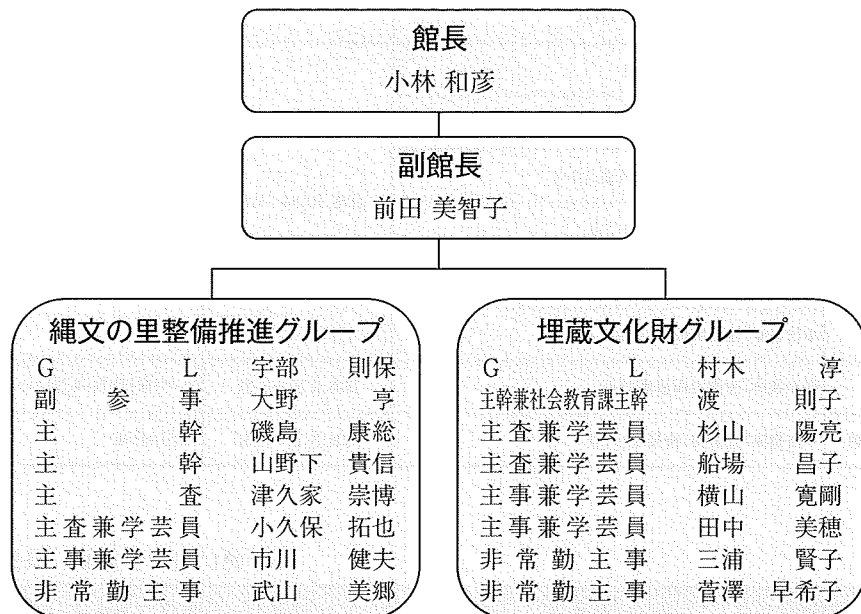 館長
小林 和彦
副館長
前田 美智子
縄文の里整備推進グループ
GL 宇部 則保
副参事 大野 亨
主幹 磯島 康総
主幹 山野下 貴信
主査 津久家 崇博
主査兼学芸員 小久保 拓也
主事兼学芸員 市川 健夫
非常勤主事 武山 美郷
埋蔵文化財グループ
GL 村木 淳
主幹兼社会教育課主幹 渡 則子
主査兼学芸員 杉山 陽亮
主査兼学芸員 船場 昌子
主事兼学芸員 横山 寛剛
主事兼学芸員 田中 美穂
非常勤主事 三浦 賢子
非常勤主事 菅澤 早希子